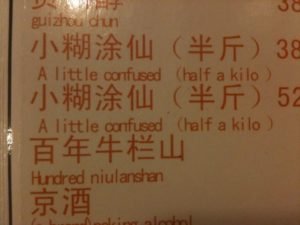 guizhou chun
小糊涂仙（半斤）38
A little confused (half a kilo )
小糊涂仙（半斤）52
A little confused (half a kilo )
百年牛栏山
Hundred niulanshan
京酒
alcohol